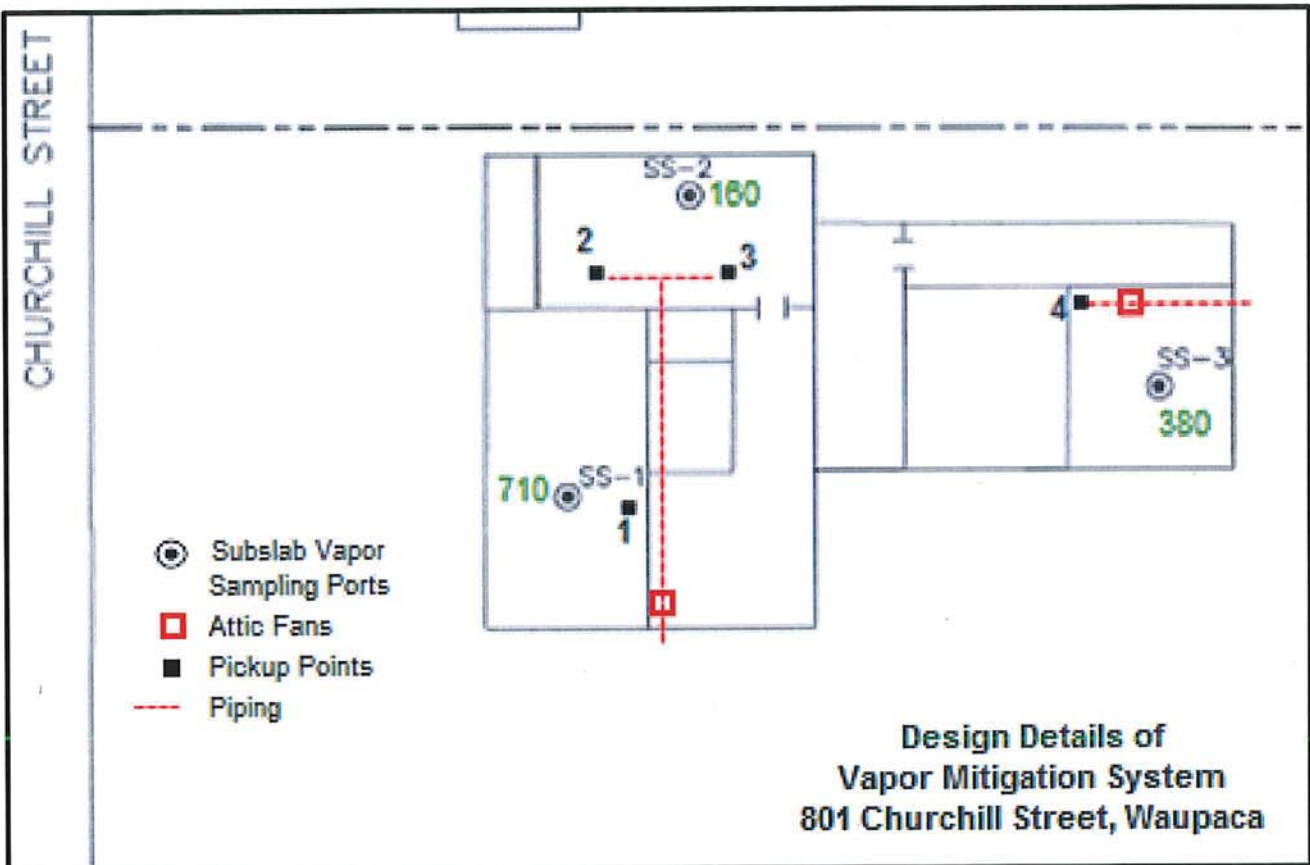 CHURCHILL STREET
SS-2
160
2
3
4
SS-3
380
710
SS-1
1
Subslab Vapor
Sampling Ports
Attic Fans
Pickup Points
Piping
Design Details of
Vapor Mitigation System
801 Churchill Street, Waupaca